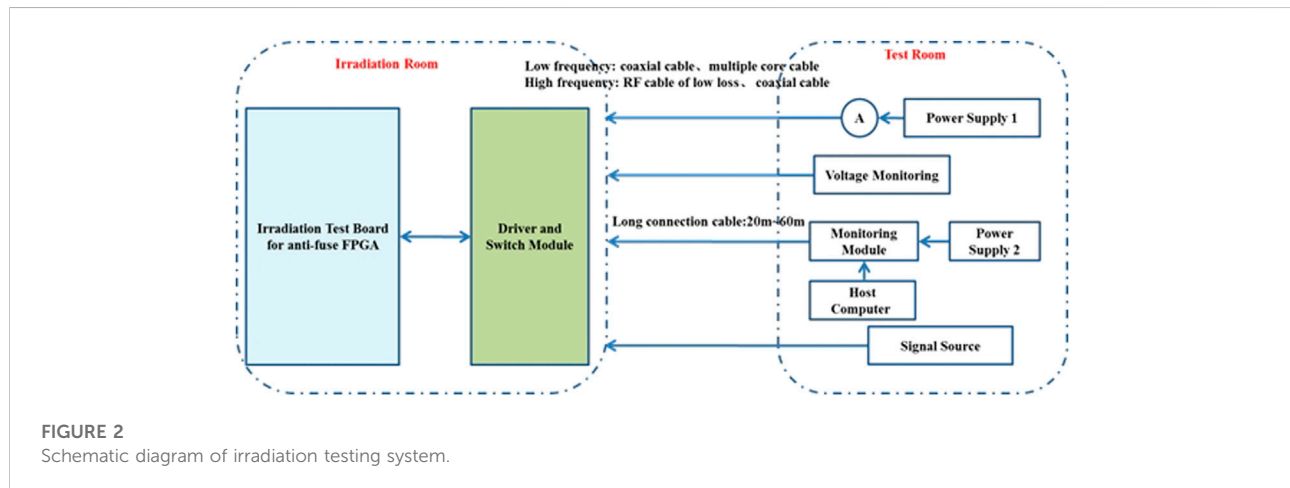 Irradiation Room
Test Room
Low frequency: coaxial cable、multiple core cable
High frequency: RF cable of low loss、 coaxial cable
A
Power Supply 1
Voltage Monitoring
Irradiation Test Board
for anti-fuse FPGA
Driver and
Switch Module
Long connection cable:20m~60m
Monitoring
Module
Power
Supply 2
Host
Computer
Signal Source
FIGURE 2
Schematic diagram of irradiation testing system.